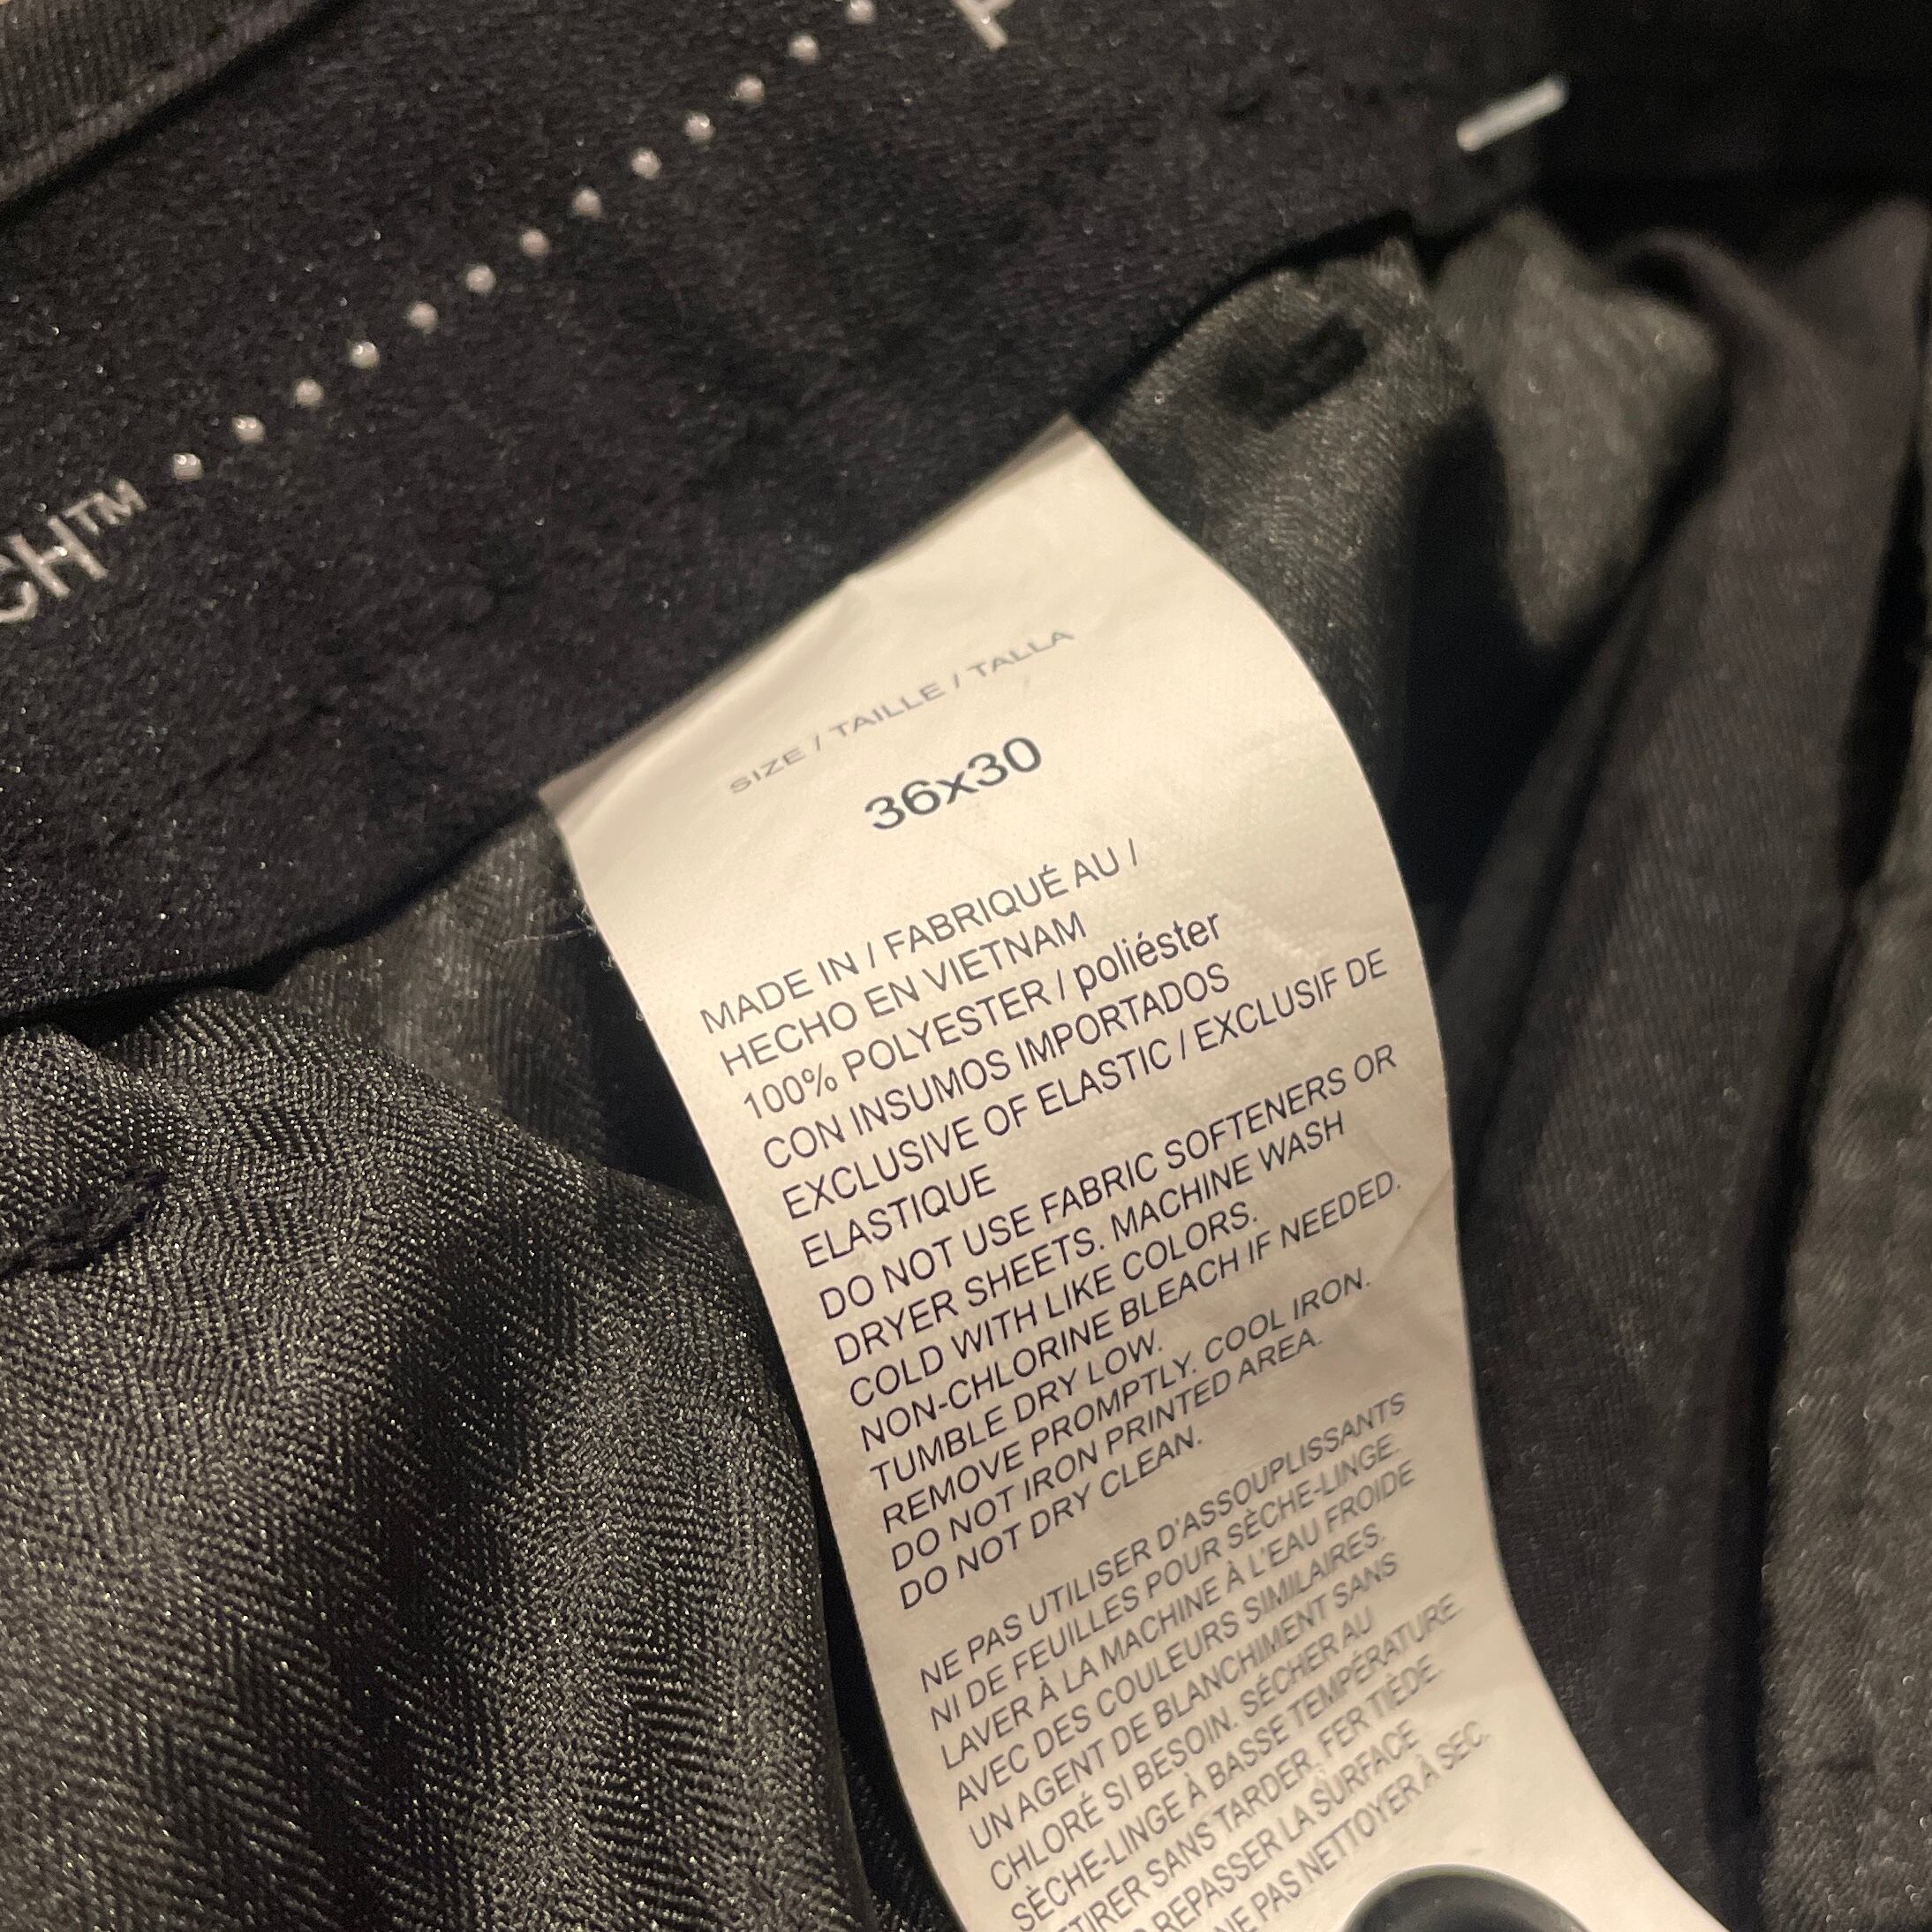 CH™
SIZE / TAILLE / TALLA
36x30
MADE IN / FABRIQUÉ AU /
HECHO EN VIETNAM
100% POLYESTER / poliéster
CON INSUMOS IMPORTADOS
EXCLUSIVE OF ELASTIC / EXCLUSIF DE
ELASTIQUE
DO NOT USE FABRIC SOFTENERS OR
DRYER SHEETS. MACHINE WASH
COLD WITH LIKE COLORS.
NON-CHLORINE BLEACH IF NEEDED.
TUMBLE DRY LOW.
REMOVE PROMPTLY. COOL IRON.
DO NOT IRON PRINTED AREA.
DO NOT DRY CLEAN.
NE PAS UTILISER D'ASSOUPLISSANTS
NI DE FEUILLES POUR SÈCHE-LINGE.
LAVER À LA MACHINE À L'EAU FROIDE
AVEC DES COULEURS SIMILAIRES.
UN AGENT DE BLANCHIMENT SANS
CHLORÉ SI BESOIN. SÉCHER AU
SÈCHE-LINGE À BASSE TEMPÉRATURE.
TIRER SANS TARDER. FER TIÈDE.
REPASSER LA SURFACE
NE PAS NETTOYER À SEC.